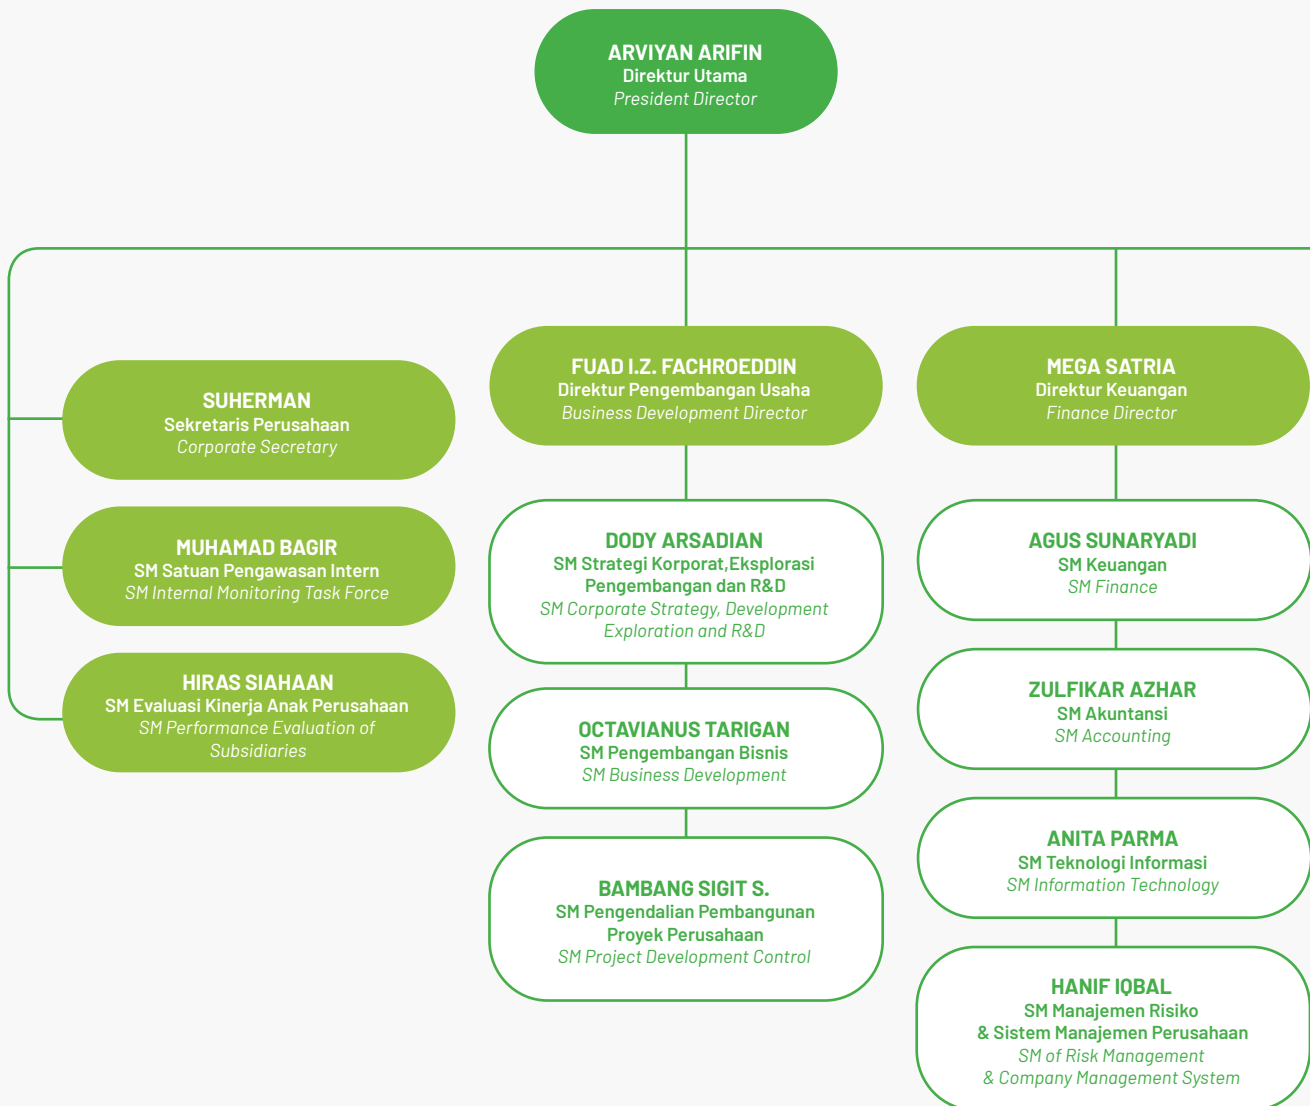 ARVIYAN ARIFIN
Direktur Utama
President Director
SUHERMAN
Sekretaris Perusahaan
Corporate Secretary
MUHAMAD BAGIR
SM Satuan Pengawasan Intern
SM Internal Monitoring Task Force
HIRAS SIAHAAN
SM Evaluasi Kinerja Anak Perusahaan
SM Performance Evaluation of
Subsidiaries
FUAD I.Z. FACHROEDDIN
Direktur Pengembangan Usaha
Business Development Director
DODY ARSADIAN
SM Strategi Korporat,Eksplorasi
Pengembangan dan R&D
SM Corporate Strategy, Development
Exploration and R&D
OCTAVIANUS TARIGAN
SM Pengembangan Bisnis
SM Business Development
BAMBANG SIGIT S.
SM Pengendalian Pembangunan
Proyek Perusahaan
SM Project Development Control
MEGA SATRIA
Direktur Keuangan
Finance Director
AGUS SUNARYADI
SM Keuangan
SM Finance
ZULFIKAR AZHAR
SM Akuntansi
SM Accounting
ANITA PARMA
SM Teknologi Informasi
SM Information Technology
HANIF IQBAL
SM Manajemen Risiko
& Sistem Manajemen Perusahaan
SM of Risk Management
& Company Management System